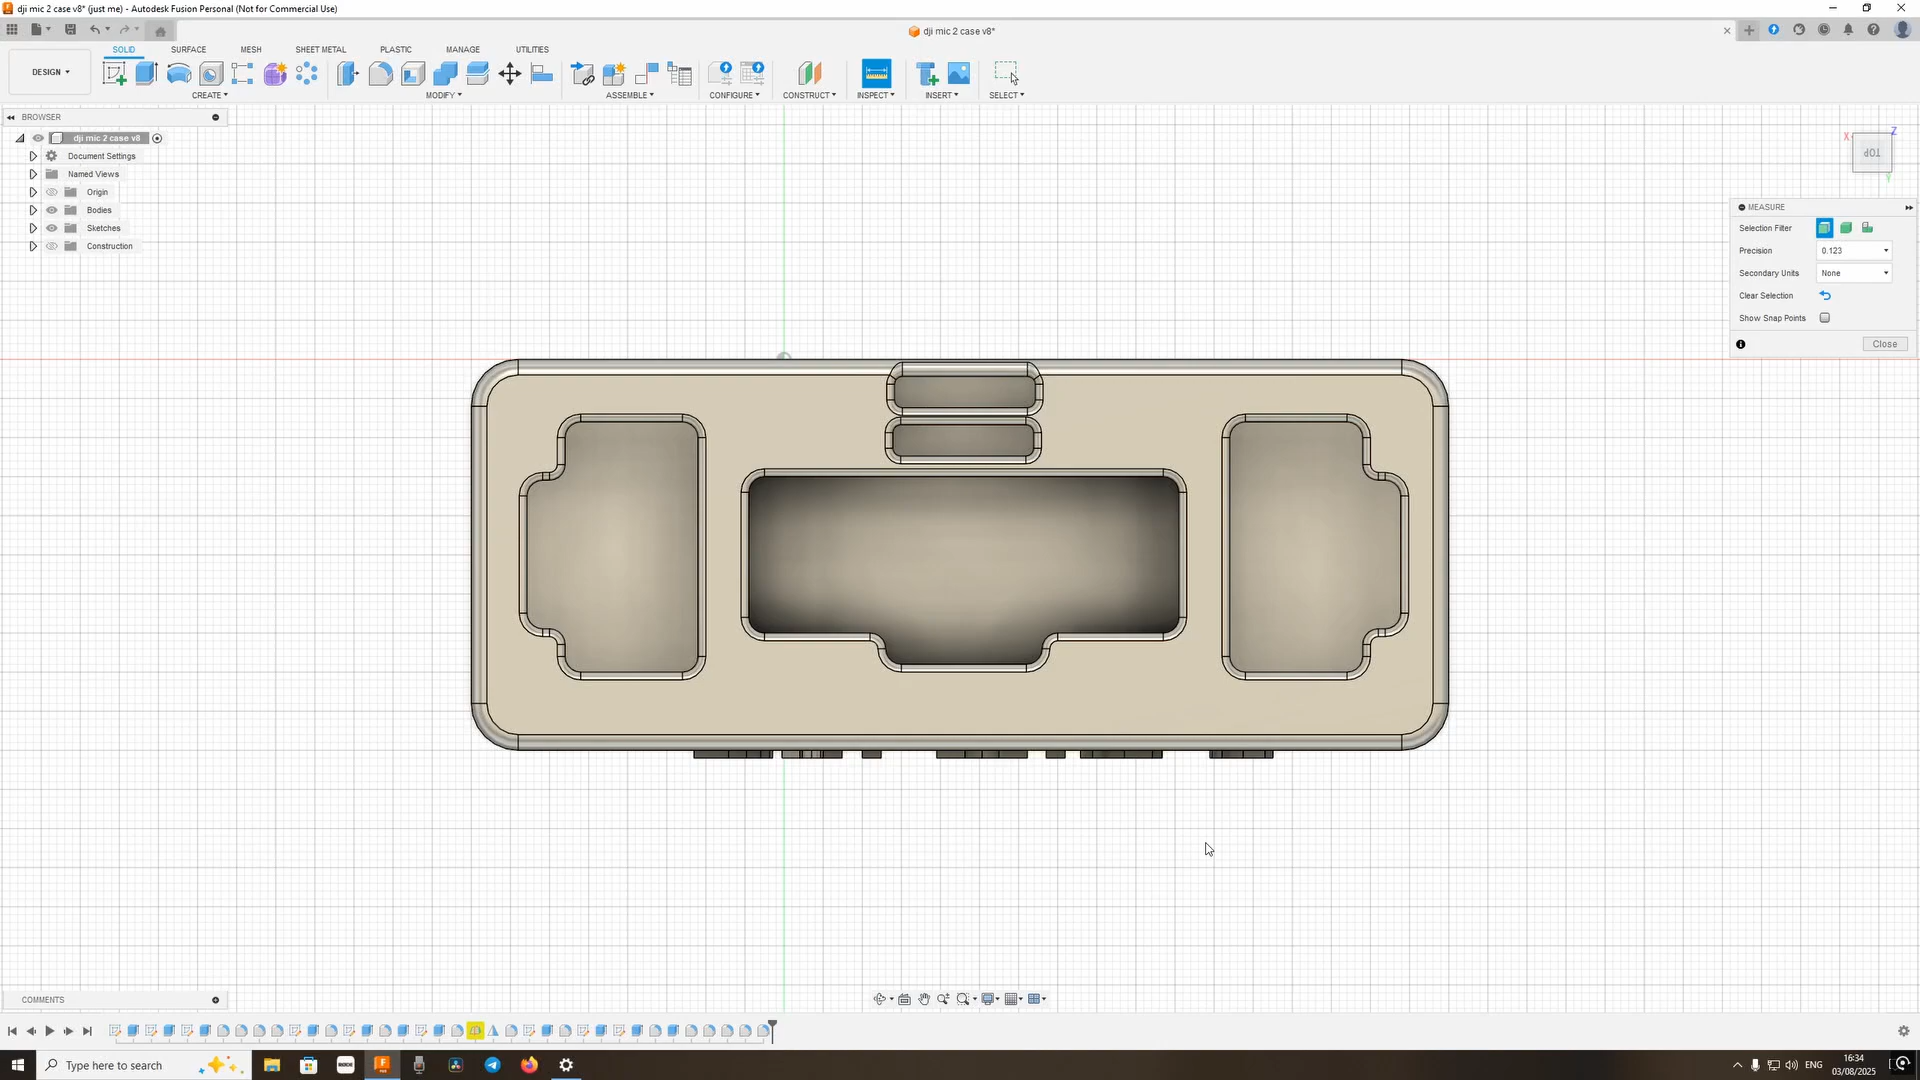 dji mic 2 case v8* (just me) - Autodesk Fusion Personal (Not for Commercial Use)
dji mic 2 case v8*
DESIGN
SOLID SURFACE MESH SHEET METAL PLASTIC MANAGE UTILITIES
CREATE MODIFY ASSEMBLE CONFIGURE CONSTRUCT INSPECT INSERT SELECT
BROWSER
dji mic 2 case v8
Document Settings
Named Views
Origin
Bodies
Sketches
Construction
X
Z
TOP
Y
MEASURE
Selection Filter
Precision 0.123
Secondary Units None
Clear Selection
Show Snap Points
Close
COMMENTS
Type here to search
ENG
16:34
03/08/2025